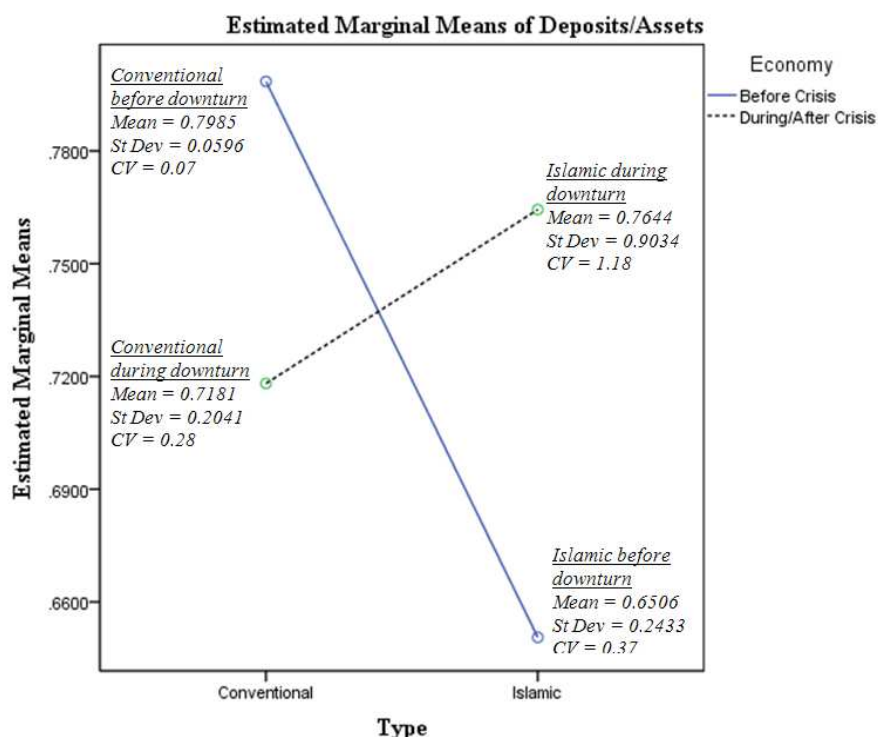 Estimated Marginal Means of Deposits/Assets
Economy
Before Crisis
During/After Crisis
Conventional
before downturn
Mean = 0.7985
St Dev = 0.0596
CV = 0.07
Islamic during
downturn
Mean = 0.7644
St Dev = 0.9034
CV = 1.18
Conventional
during downturn
Mean = 0.7181
St Dev = 0.2041
CV = 0.28
Islamic before
downturn
Mean = 0.6506
St Dev = 0.2433
CV = 0.37
Estimated Marginal Means
.7800
.7500
.7200
.6900
.6600
Conventional
Islamic
Type